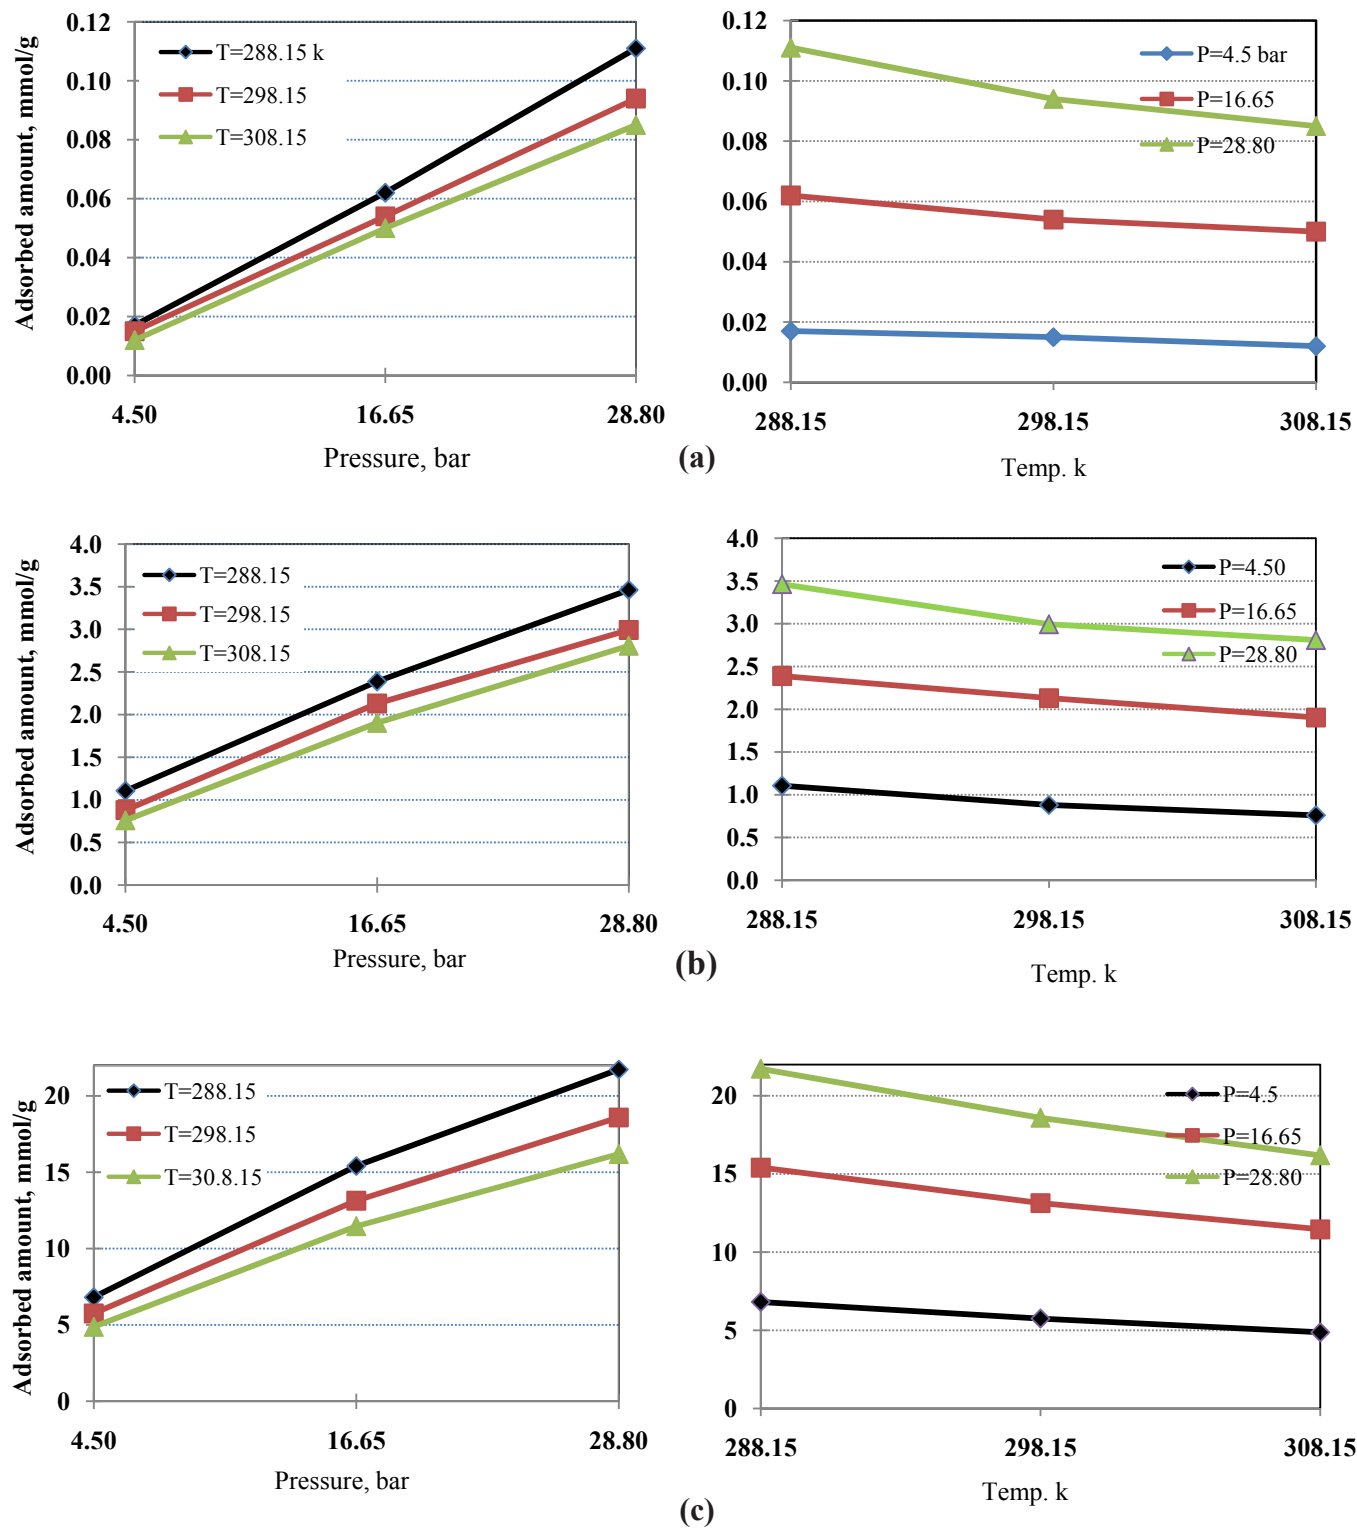 Adsorbed amount, mmol/g
0.12
0.10
0.08
0.06
0.04
0.02
0.00
T=288.15 k
T=298.15
T=308.15
4.50 16.65 28.80
Pressure, bar
0.12
0.10
0.08
0.06
0.04
0.02
0.00
P=4.5 bar
P=16.65
P=28.80
288.15 298.15 308.15
Temp. k
(a)
Adsorbed amount, mmol/g
4.0
3.5
3.0
2.5
2.0
1.5
1.0
0.5
0.0
T=288.15
T=298.15
T=308.15
4.50 16.65 28.80
Pressure, bar
4.0
3.5
3.0
2.5
2.0
1.5
1.0
0.5
0.0
P=4.50
P=16.65
P=28.80
288.15 298.15 308.15
Temp. k
(b)
Adsorbed amount, mmol/g
20
15
10
5
0
T=288.15
T=298.15
T=30.8.15
4.50 16.65 28.80
Pressure, bar
20
15
10
5
0
P=4.5
P=16.65
P=28.80
288.15 298.15 308.15
Temp. k
(c)